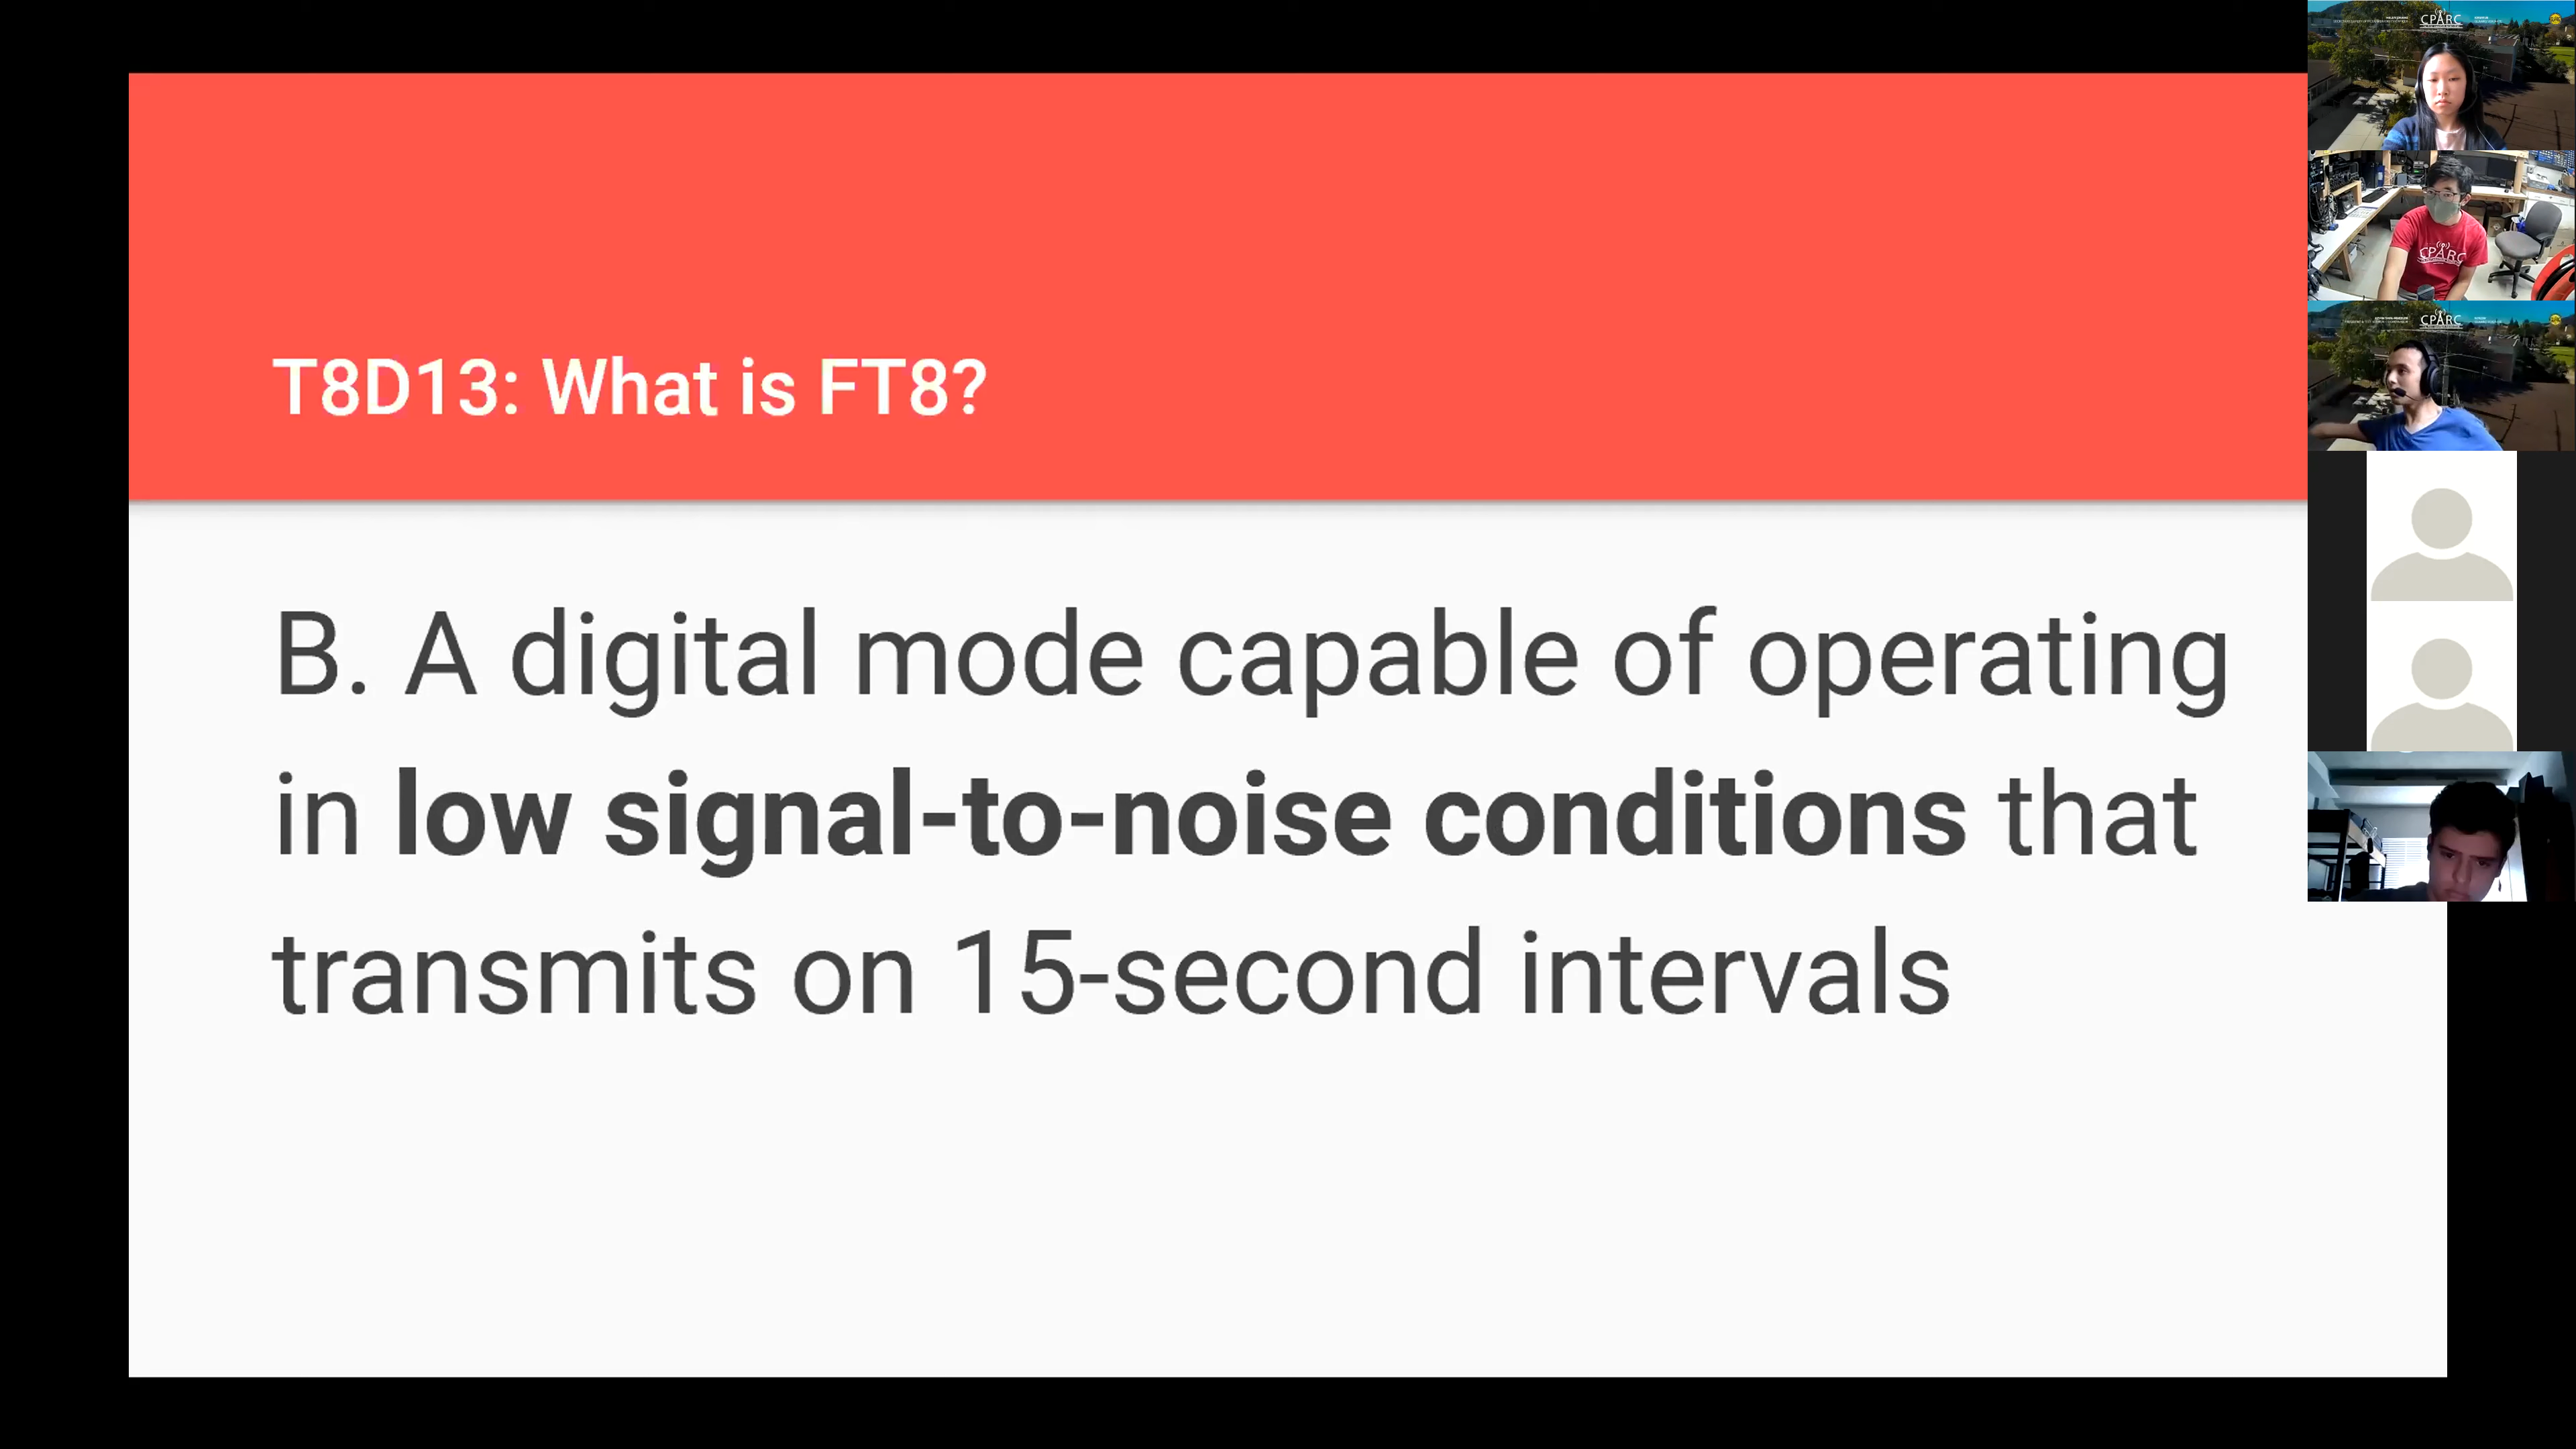 T8D13: What is FT8?
B. A digital mode capable of operating
in low signal-to-noise conditions that
transmits on 15-second intervals
CPARC
CPARC
CPARC